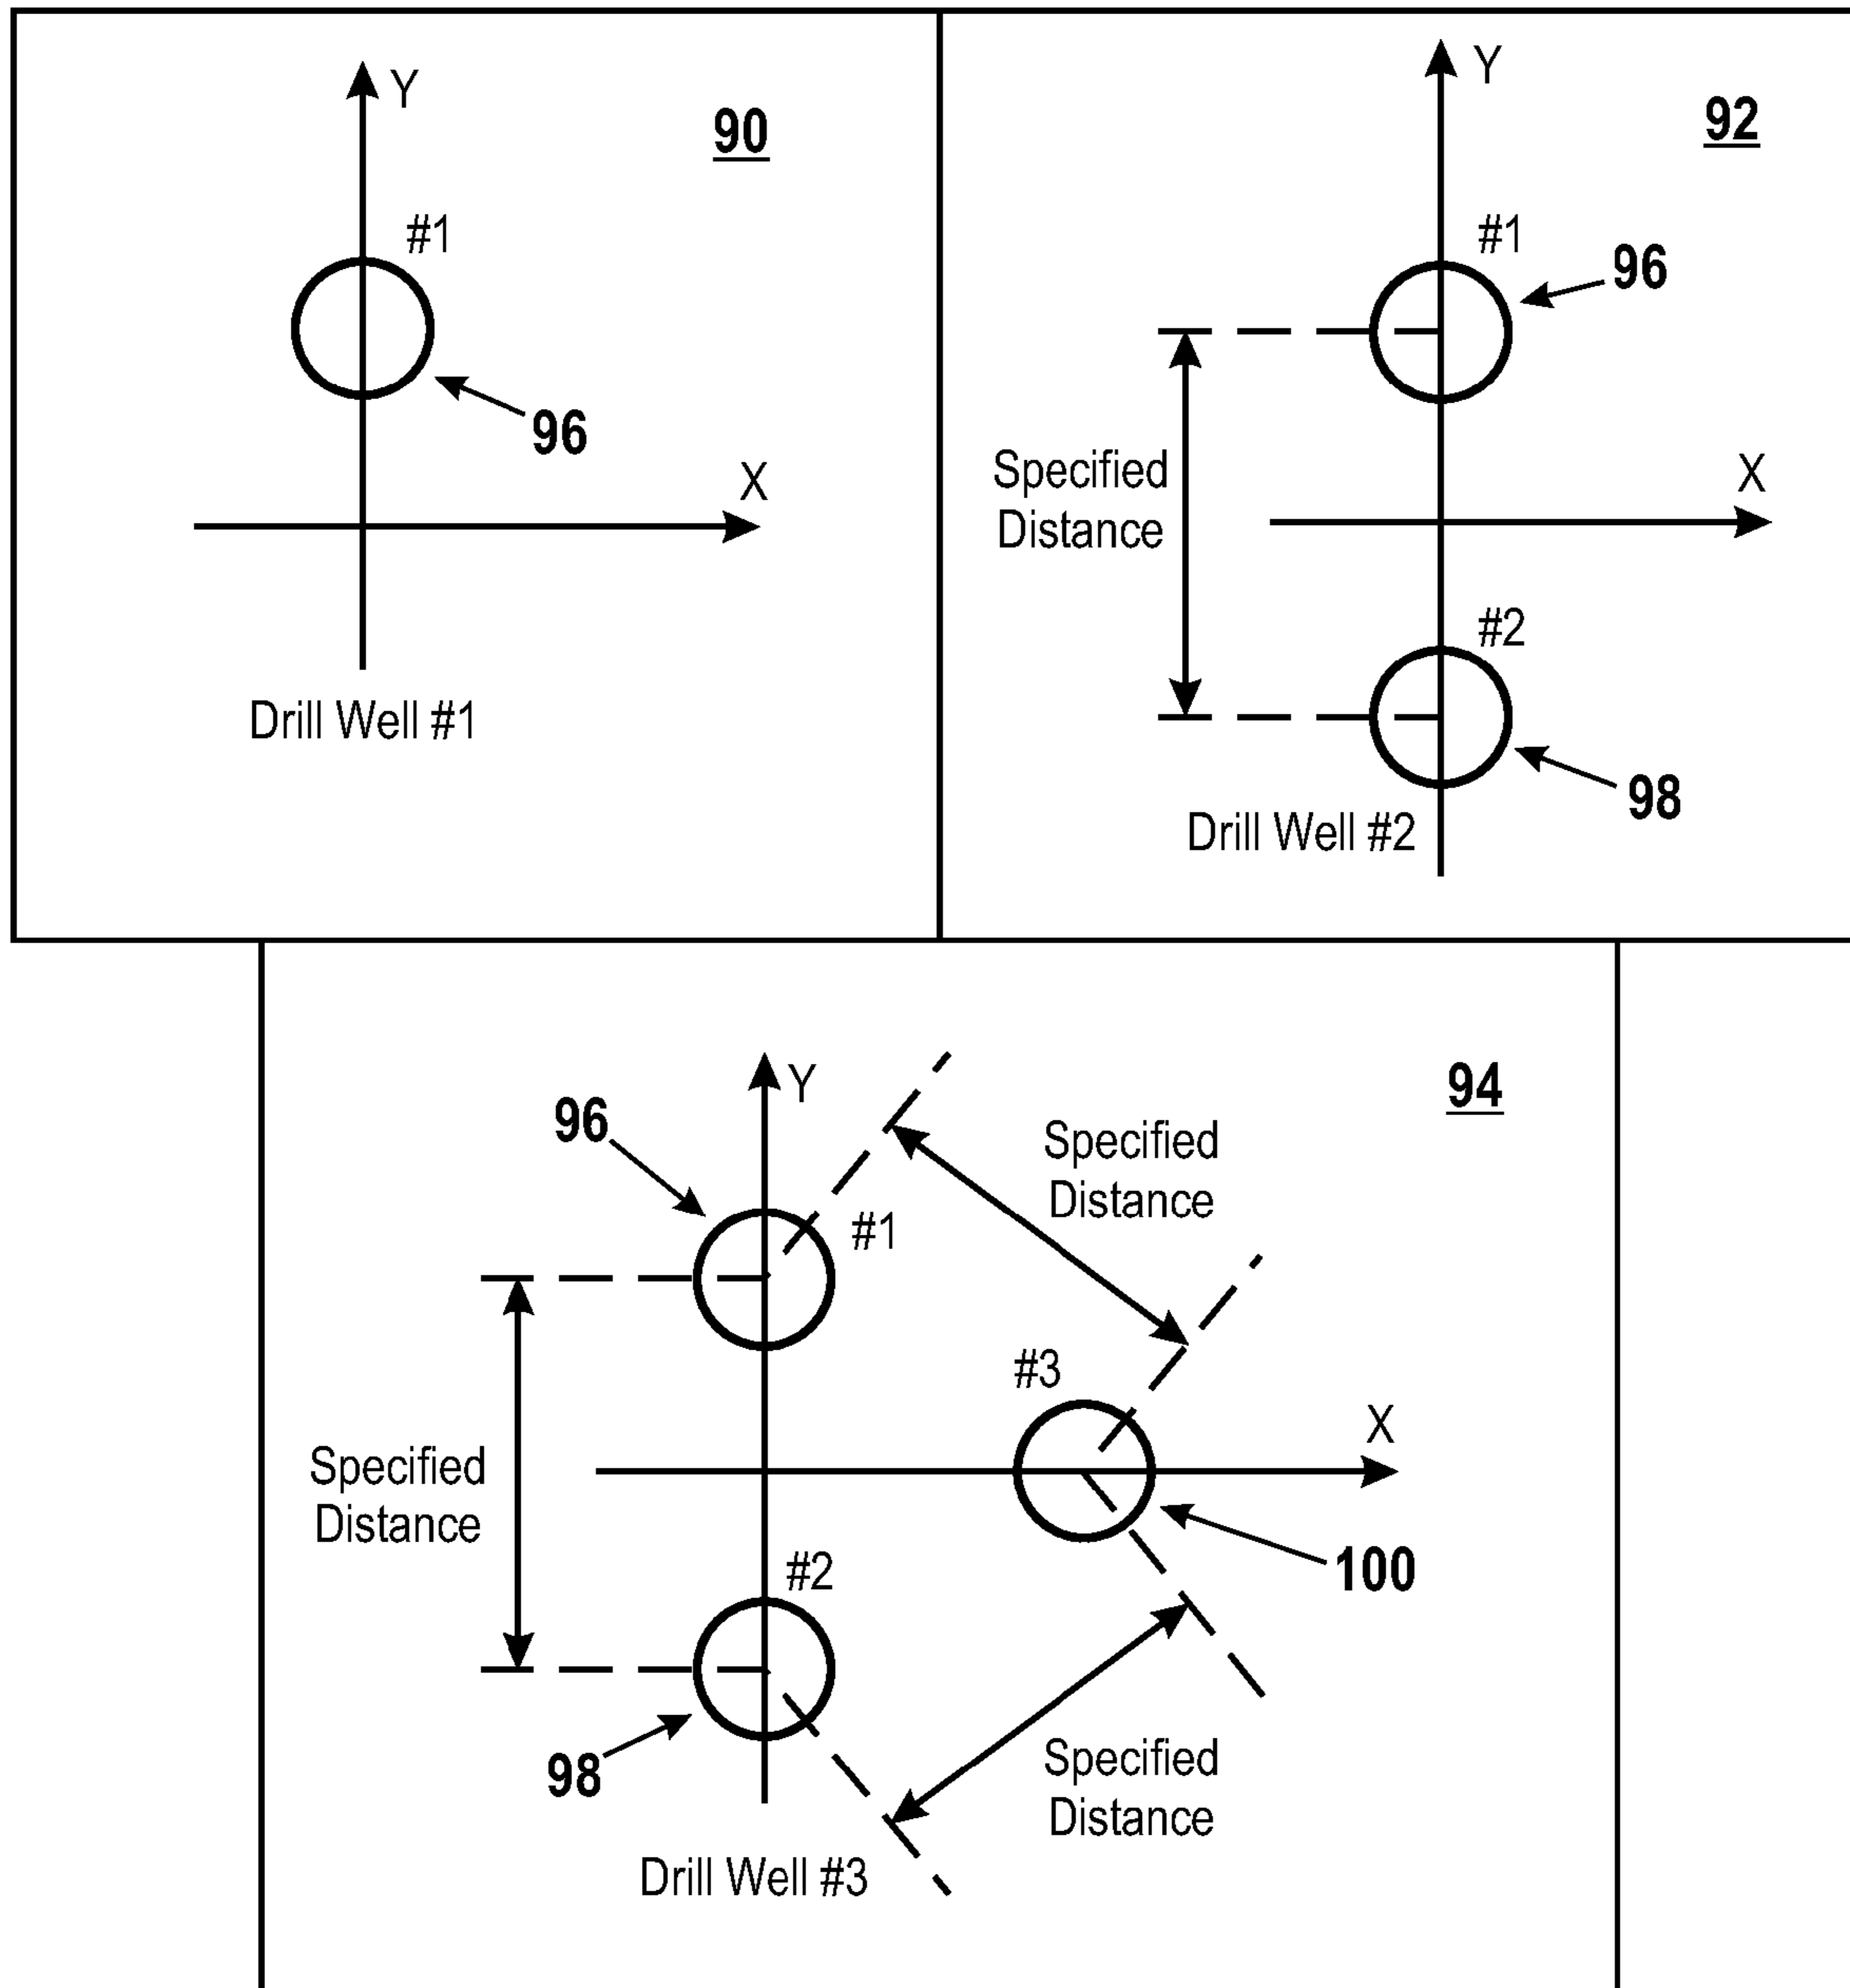 Y
90
#1
96
X
Drill Well #1
Y
92
#1
96
Specified
Distance
X
#2
98
Drill Well #2
Y
94
96
Specified
Distance
#1
#3
X
Specified
Distance
#2
100
98
Specified
Distance
Drill Well #3